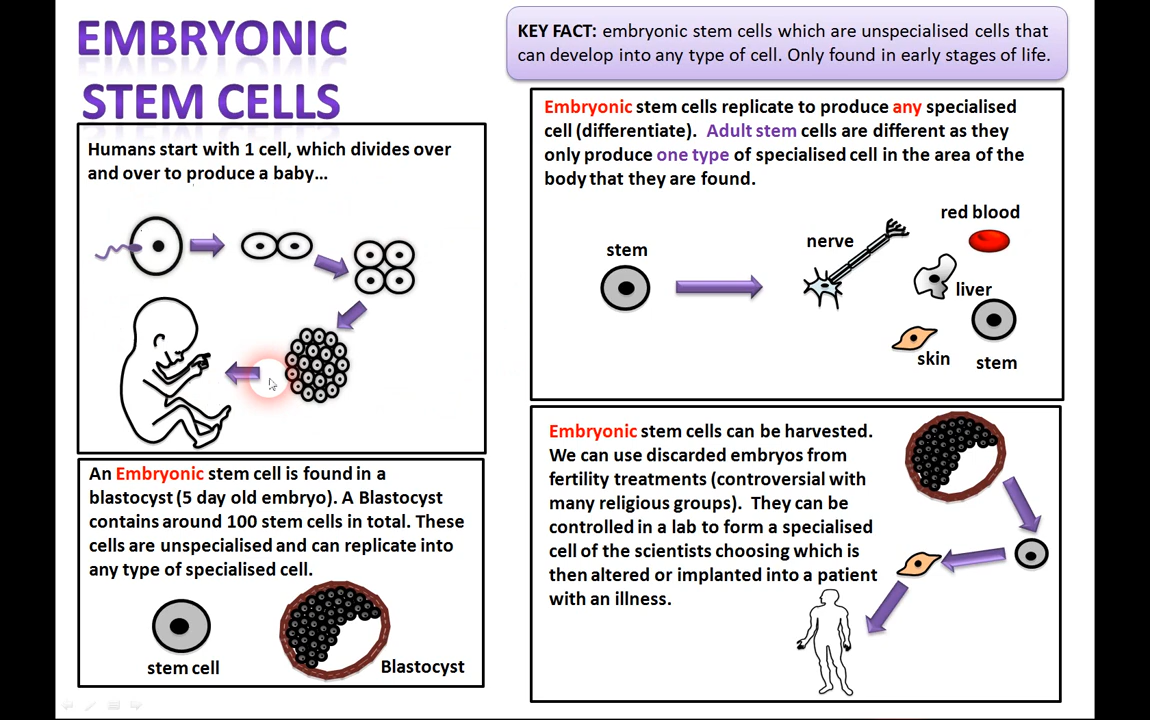 EMBRYONIC
STEM CELLS
KEY FACT: embryonic stem cells which are unspecialised cells that
can develop into any type of cell. Only found in early stages of life.
Humans start with 1 cell, which divides over
and over to produce a baby...
An Embryonic stem cell is found in a
blastocyst (5 day old embryo). A Blastocyst
contains around 100 stem cells in total. These
cells are unspecialised and can replicate into
any type of specialised cell.
stem cell
Blastocyst
Embryonic stem cells replicate to produce any specialised
cell (differentiate). Adult stem cells are different as they
only produce one type of specialised cell in the area of the
body that they are found.
stem
nerve
red blood
liver
skin
stem
Embryonic stem cells can be harvested.
We can use discarded embryos from
fertility treatments (controversial with
many religious groups). They can be
controlled in a lab to form a specialised
cell of the scientists choosing which is
then altered or implanted into a patient
with an illness.